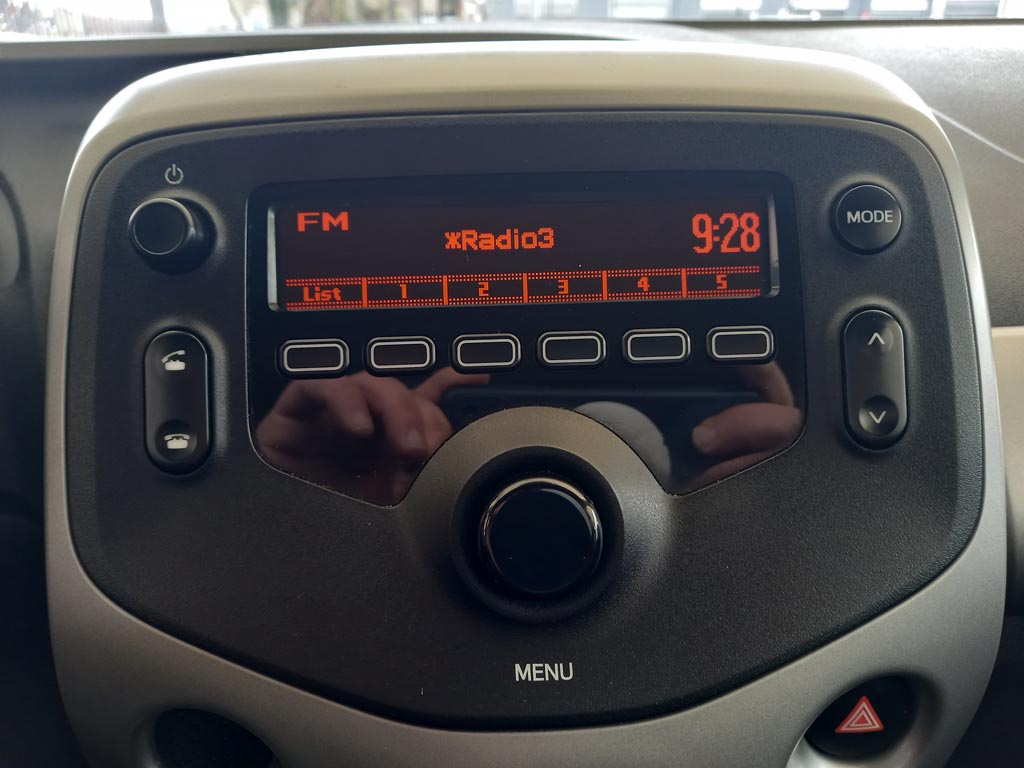 FM
*Radio3
9:28
List 1 2 3 4 5
MODE
MENU